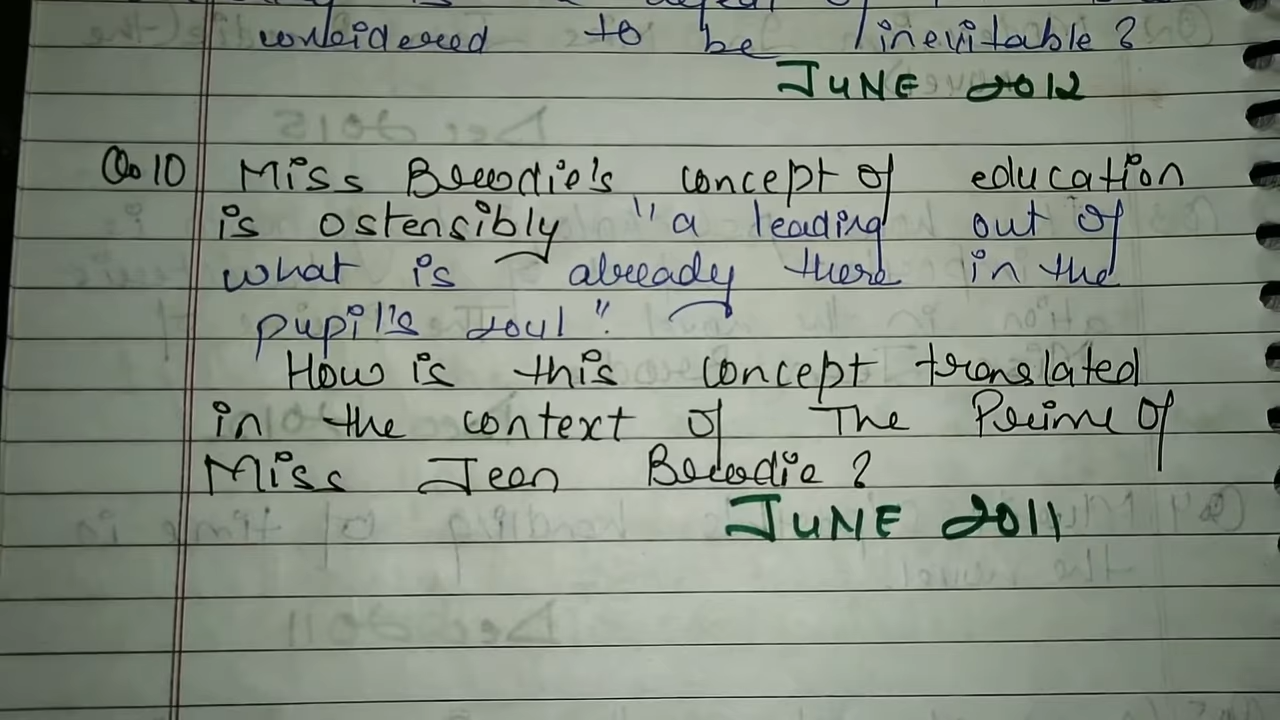 considered to be inevitable?
JUNE 2012
Q 10 Miss Brodie's concept of education
is ostensibly "a leading out of
what is already there in the
pupil's soul".
How is this concept translated
in the context of The Prime of
Miss Jean Brodie?
JUNE 2011